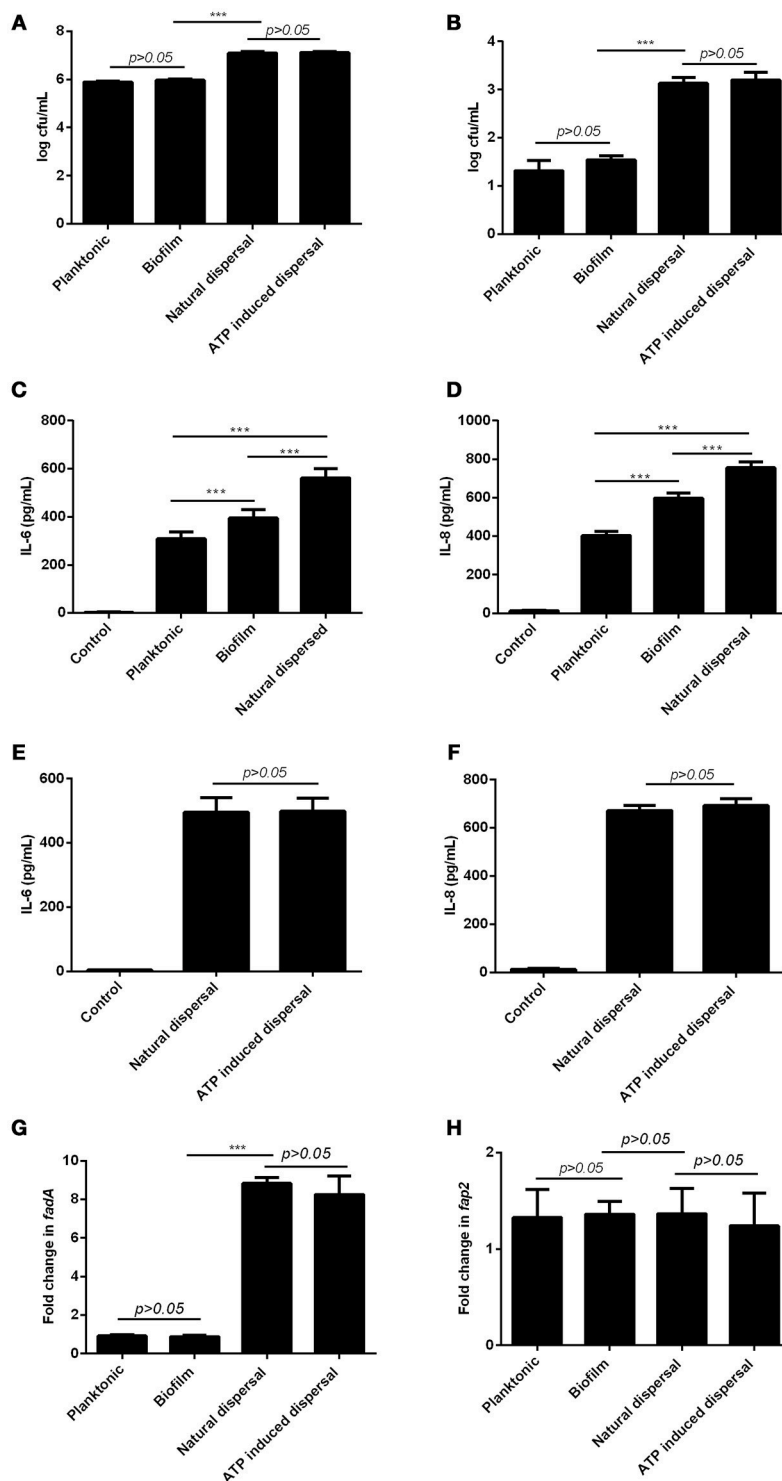 A
p>0.05
***
p>0.05
log cfu/mL
8
6
4
2
0
Planktonic
Biofilm
Natural dispersal
ATP induced dispersal
B
p>0.05
***
p>0.05
log cfu/mL
4
3
2
1
0
Planktonic
Biofilm
Natural dispersal
ATP induced dispersal
C
***
***
***
IL-6 (pg/mL)
800
600
400
200
0
Control
Planktonic
Biofilm
Natural dispersed
D
***
***
***
IL-8 (pg/mL)
1000
800
600
400
200
0
Control
Planktonic
Biofilm
Natural dispersal
E
p>0.05
IL-6 (pg/mL)
600
400
200
0
Control
Natural dispersal
ATP induced dispersal
F
p>0.05
IL-8 (pg/mL)
800
600
400
200
0
Control
Natural dispersal
ATP induced dispersal
G
p>0.05
***
p>0.05
Fold change in fadA
10
8
6
4
2
0
Planktonic
Biofilm
Natural dispersal
ATP induced dispersal
H
p>0.05
p>0.05
p>0.05
Fold change in fap2
2
1
0
Planktonic
Biofilm
Natural dispersal
ATP induced dispersal